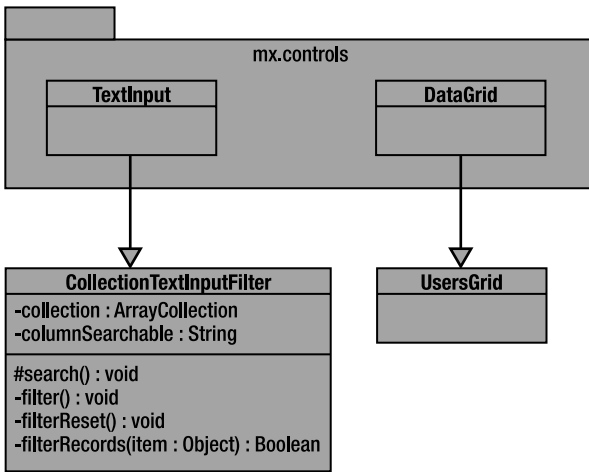 mx.controls
TextInput
DataGrid
CollectionTextInputFilter
-collection : ArrayCollection
-columnSearchable : String
#search() : void
-filter() : void
-filterReset() : void
-filterRecords(item : Object) : Boolean
UsersGrid